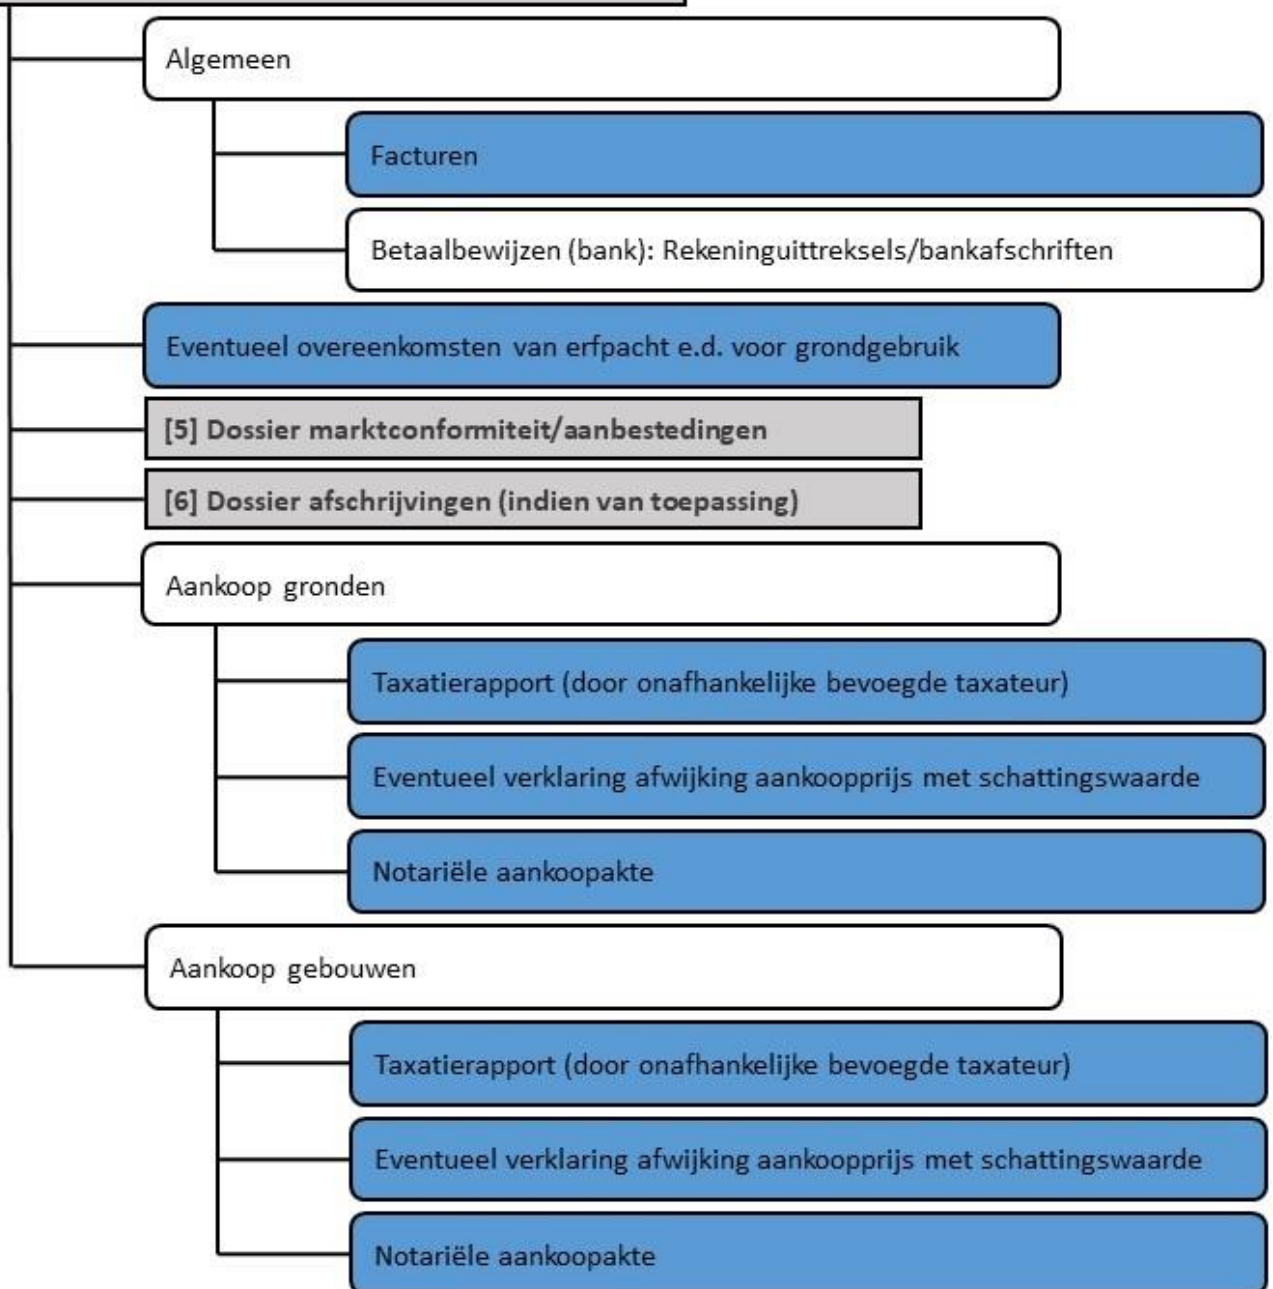 Algemeen
Facturen
Betaalbewijzen (bank): Rekeninguittreksels/bankafschriften
Eventueel overeenkomsten van erfpacht e.d. voor grondgebruik
[5] Dossier marktconformiteit/aanbestedingen
[6] Dossier afschrijvingen (indien van toepassing)
Aankoop gronden
Taxatierapport (door onafhankelijke bevoegde taxateur)
Eventueel verklaring afwijking aankoopprijs met schattingswaarde
Notariële aankoopakte
Aankoop gebouwen
Taxatierapport (door onafhankelijke bevoegde taxateur)
Eventueel verklaring afwijking aankoopprijs met schattingswaarde
Notariële aankoopakte